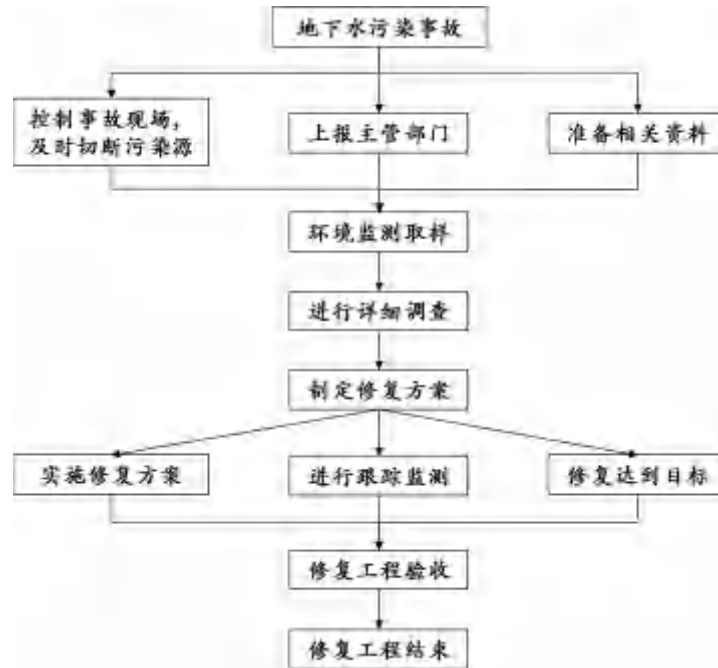 地下水污染事故
控制事故现场，
及时切断污染源
上报主管部门
准备相关资料
环境监测取样
进行详细调查
制定修复方案
实施修复方案
进行跟踪监测
修复达到目标
修复工程验收
修复工程结束